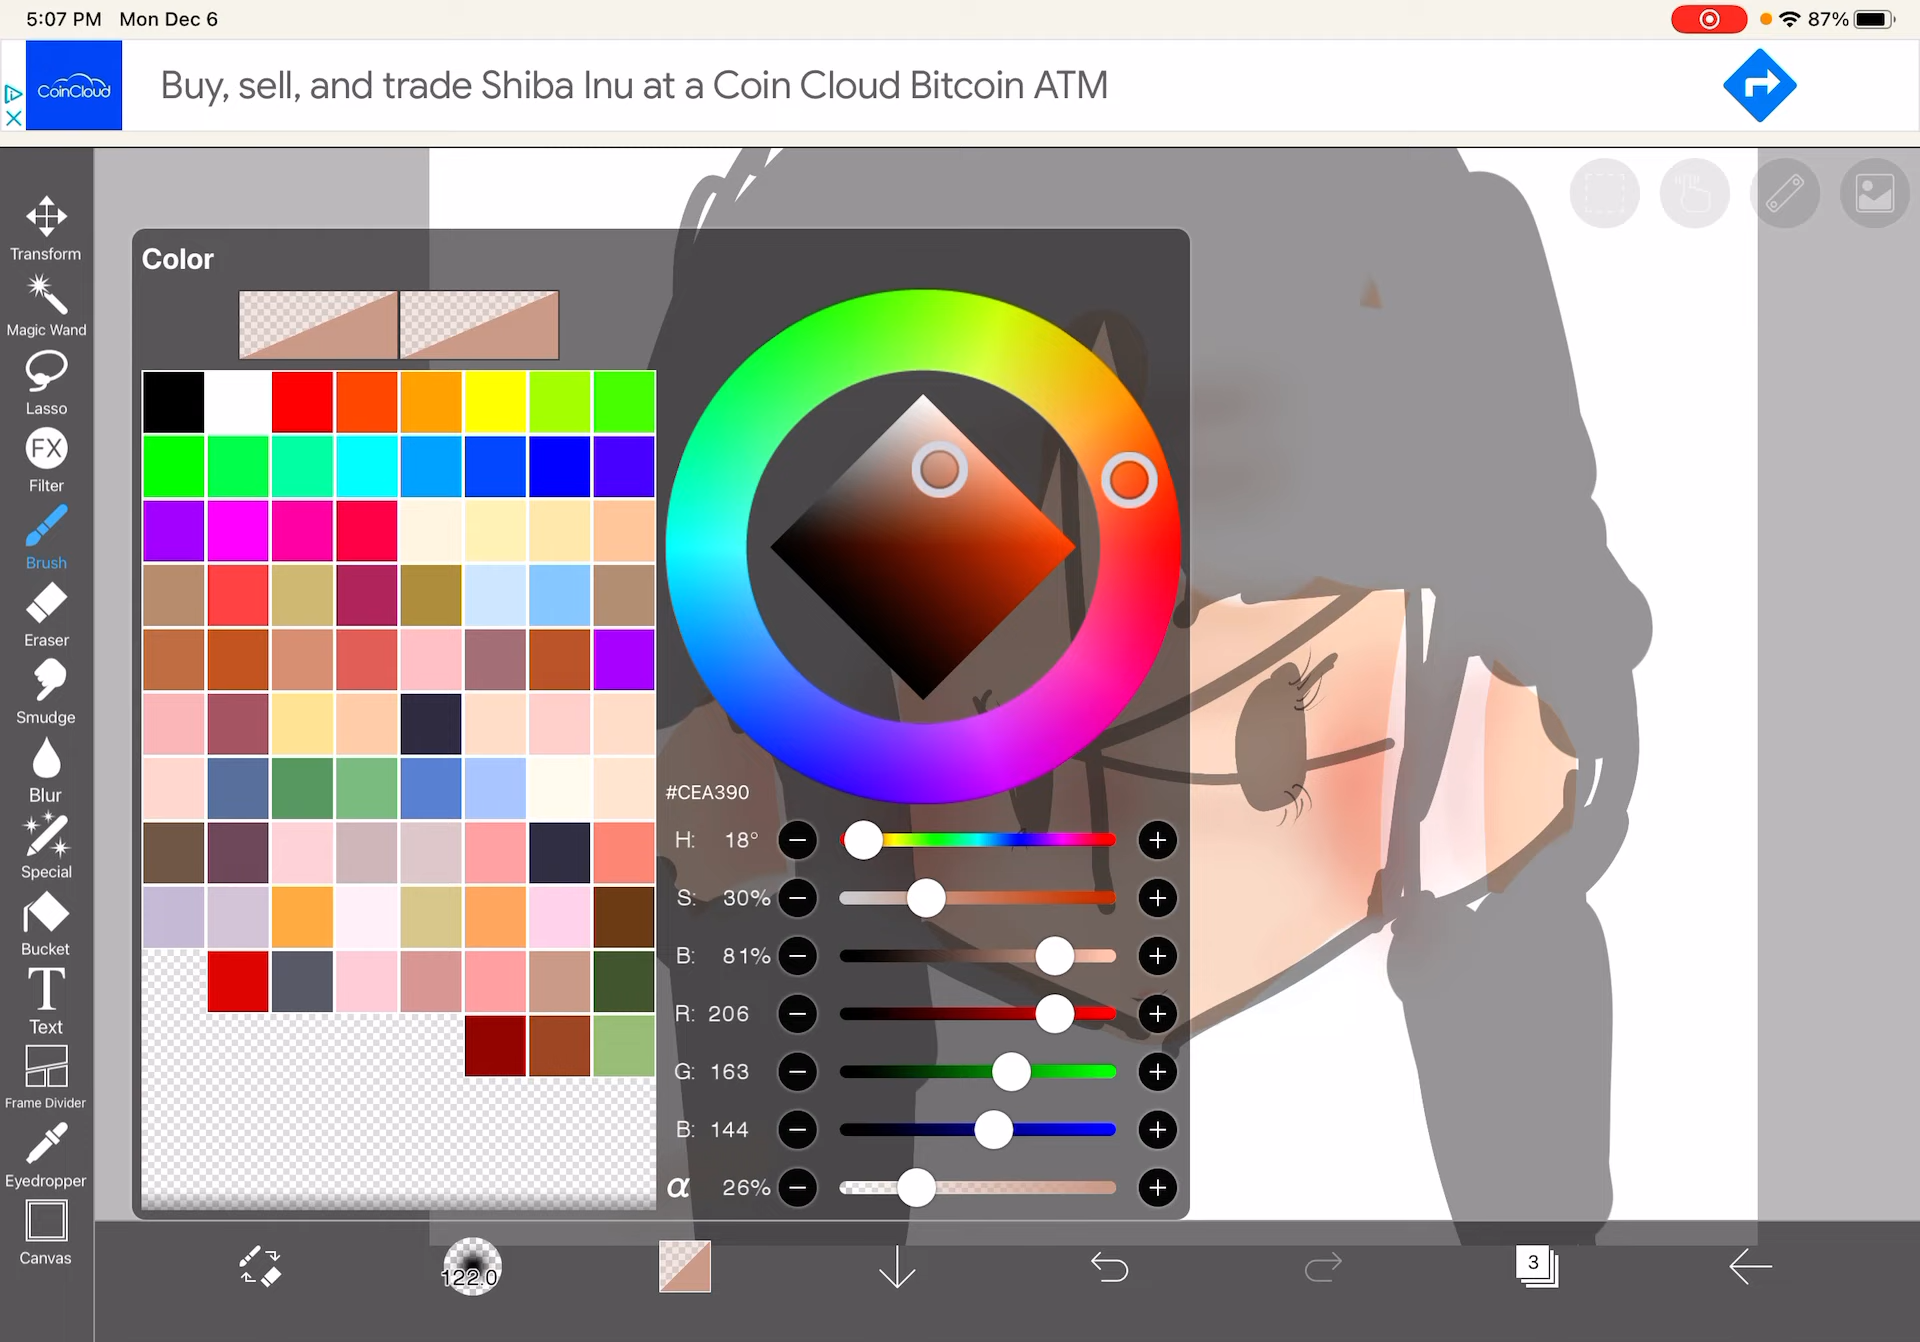 5:07 PM Mon Dec 6
87%
CoinCloud
Buy, sell, and trade Shiba Inu at a Coin Cloud Bitcoin ATM
Transform
Magic Wand
Lasso
FX
Filter
Brush
Eraser
Smudge
Blur
Special
Bucket
T
Text
Frame Divider
Eyedropper
Canvas
Color
#CEA390
H: 18°
S: 30%
B: 81%
R: 206
G: 163
B: 144
α 26%
122.0
3